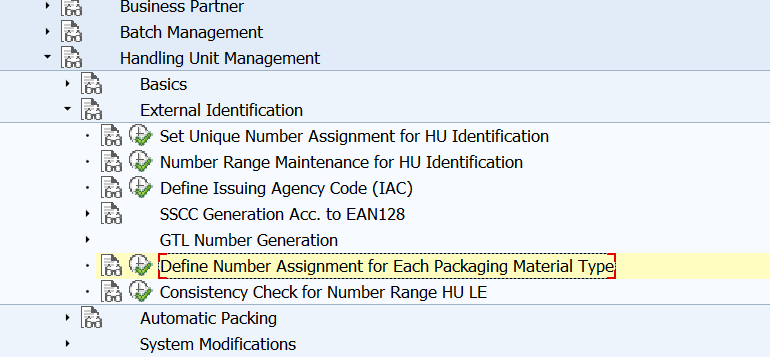 Business Partner
Batch Management
Handling Unit Management
Basics
External Identification
Set Unique Number Assignment for HU Identification
Number Range Maintenance for HU Identification
Define Issuing Agency Code (IAC)
SSCC Generation Acc. to EAN128
GTL Number Generation
Define Number Assignment for Each Packaging Material Type
Consistency Check for Number Range HU LE
Automatic Packing
System Modifications